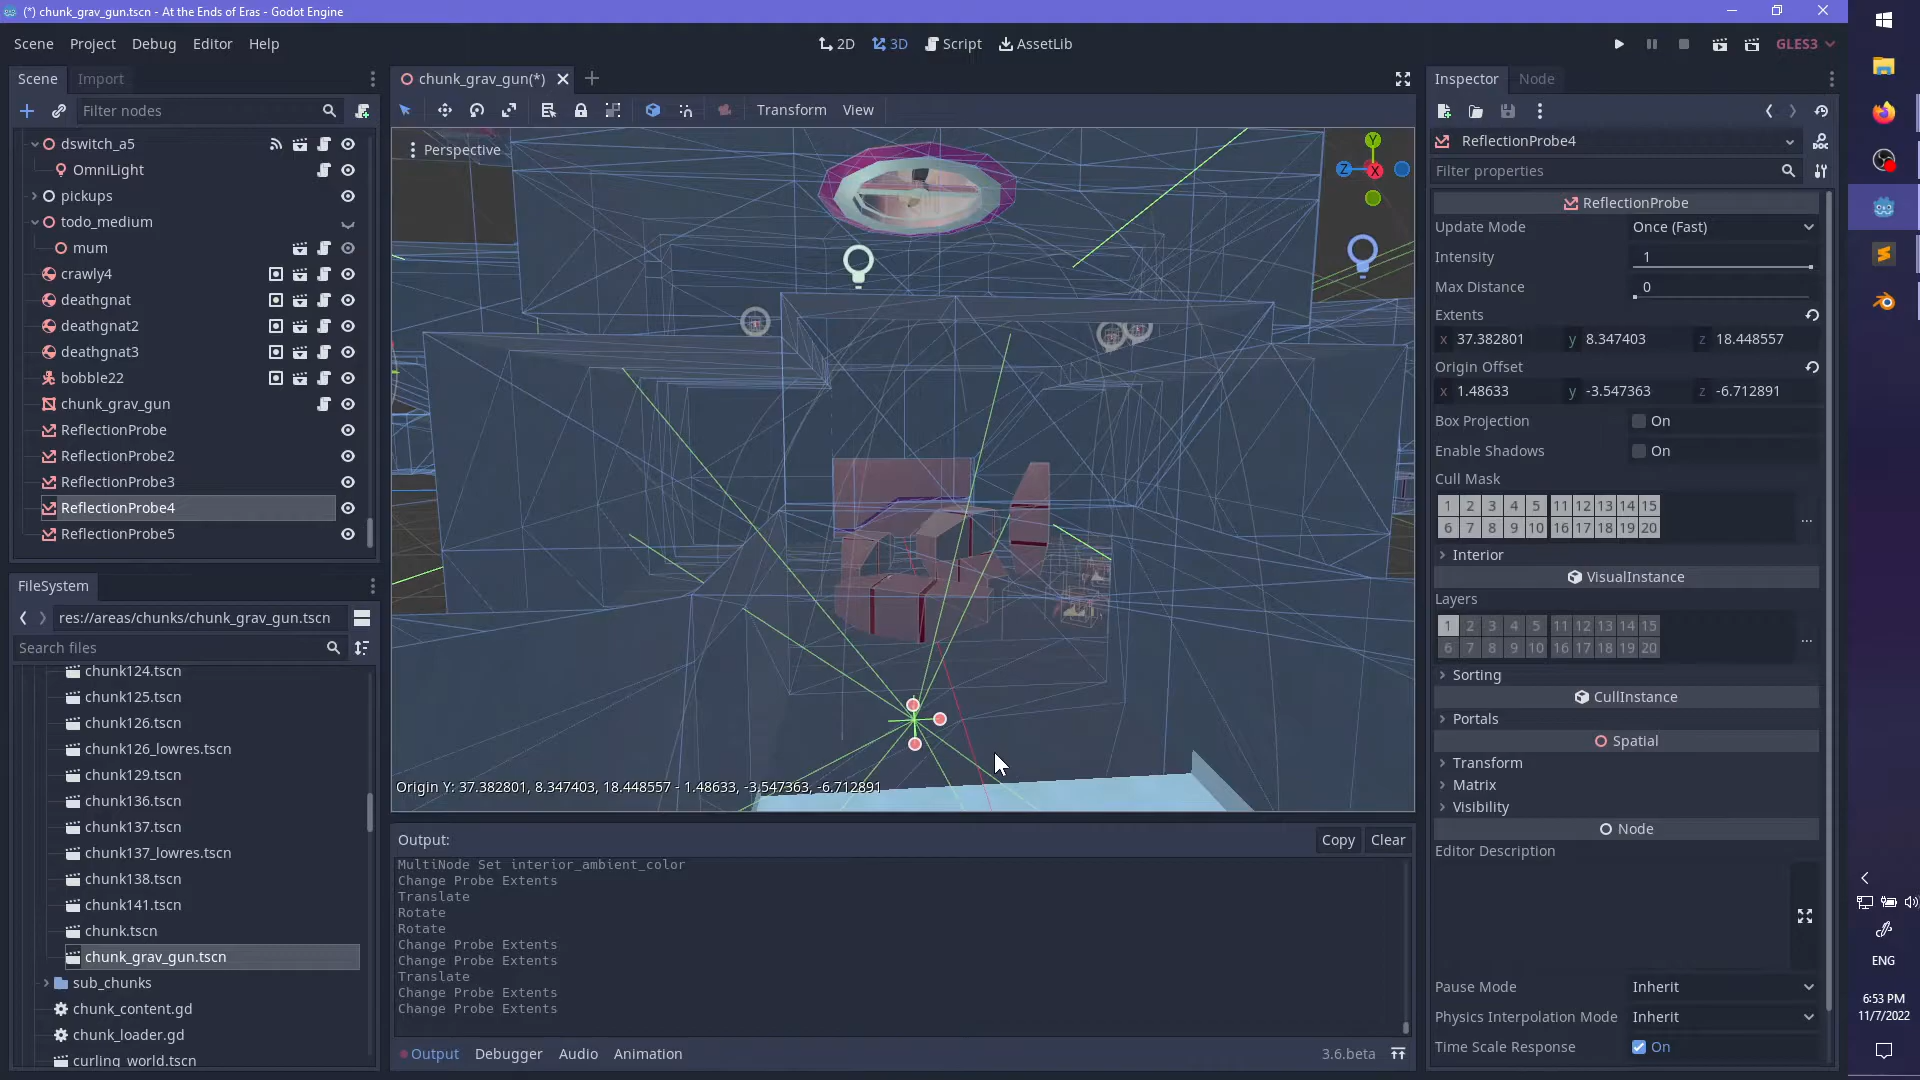 (*) chunk_grav_gun.tscn - At the Ends of Eras - Godot Engine
Scene Project Debug Editor Help
2D 3D Script AssetLib
GLES3
Scene Import
Filter nodes
dswitch_a5
OmniLight
pickups
todo_medium
mum
crawly4
deathgnat
deathgnat2
deathgnat3
bobble22
chunk_grav_gun
ReflectionProbe
ReflectionProbe2
ReflectionProbe3
ReflectionProbe4
ReflectionProbe5
FileSystem
res://areas/chunks/chunk_grav_gun.tscn
Search files
chunk124.tscn
chunk125.tscn
chunk126.tscn
chunk126_lowres.tscn
chunk129.tscn
chunk136.tscn
chunk137.tscn
chunk137_lowres.tscn
chunk138.tscn
chunk141.tscn
chunk.tscn
chunk_grav_gun.tscn
sub_chunks
chunk_content.gd
chunk_loader.gd
curling_world.tscn
chunk_grav_gun(*)
Transform View
Perspective
Y
Z X
Origin Y: 37.382801, 8.347403, 18.448557 - 1.48633, -3.547363, -6.712891
Output:
Copy Clear
MultiNode Set interior_ambient_color
Change Probe Extents
Translate
Rotate
Rotate
Change Probe Extents
Change Probe Extents
Translate
Change Probe Extents
Change Probe Extents
Output Debugger Audio Animation
3.6.beta
Inspector Node
ReflectionProbe4
DOC
Filter properties
ReflectionProbe
Update Mode Once (Fast)
Intensity 1
Max Distance 0
Extents
x 37.382801 y 8.347403 z 18.448557
Origin Offset
x 1.48633 y -3.547363 z -6.712891
Box Projection On
Enable Shadows On
Cull Mask
1 2 3 4 5 11 12 13 14 15
6 7 8 9 10 16 17 18 19 20
...
Interior
VisualInstance
Layers
1 2 3 4 5 11 12 13 14 15
6 7 8 9 10 16 17 18 19 20
...
Sorting
CullInstance
Portals
Spatial
Transform
Matrix
Visibility
Node
Editor Description
Pause Mode Inherit
Physics Interpolation Mode Inherit
Time Scale Response On
ENG
6:53 PM
11/7/2022